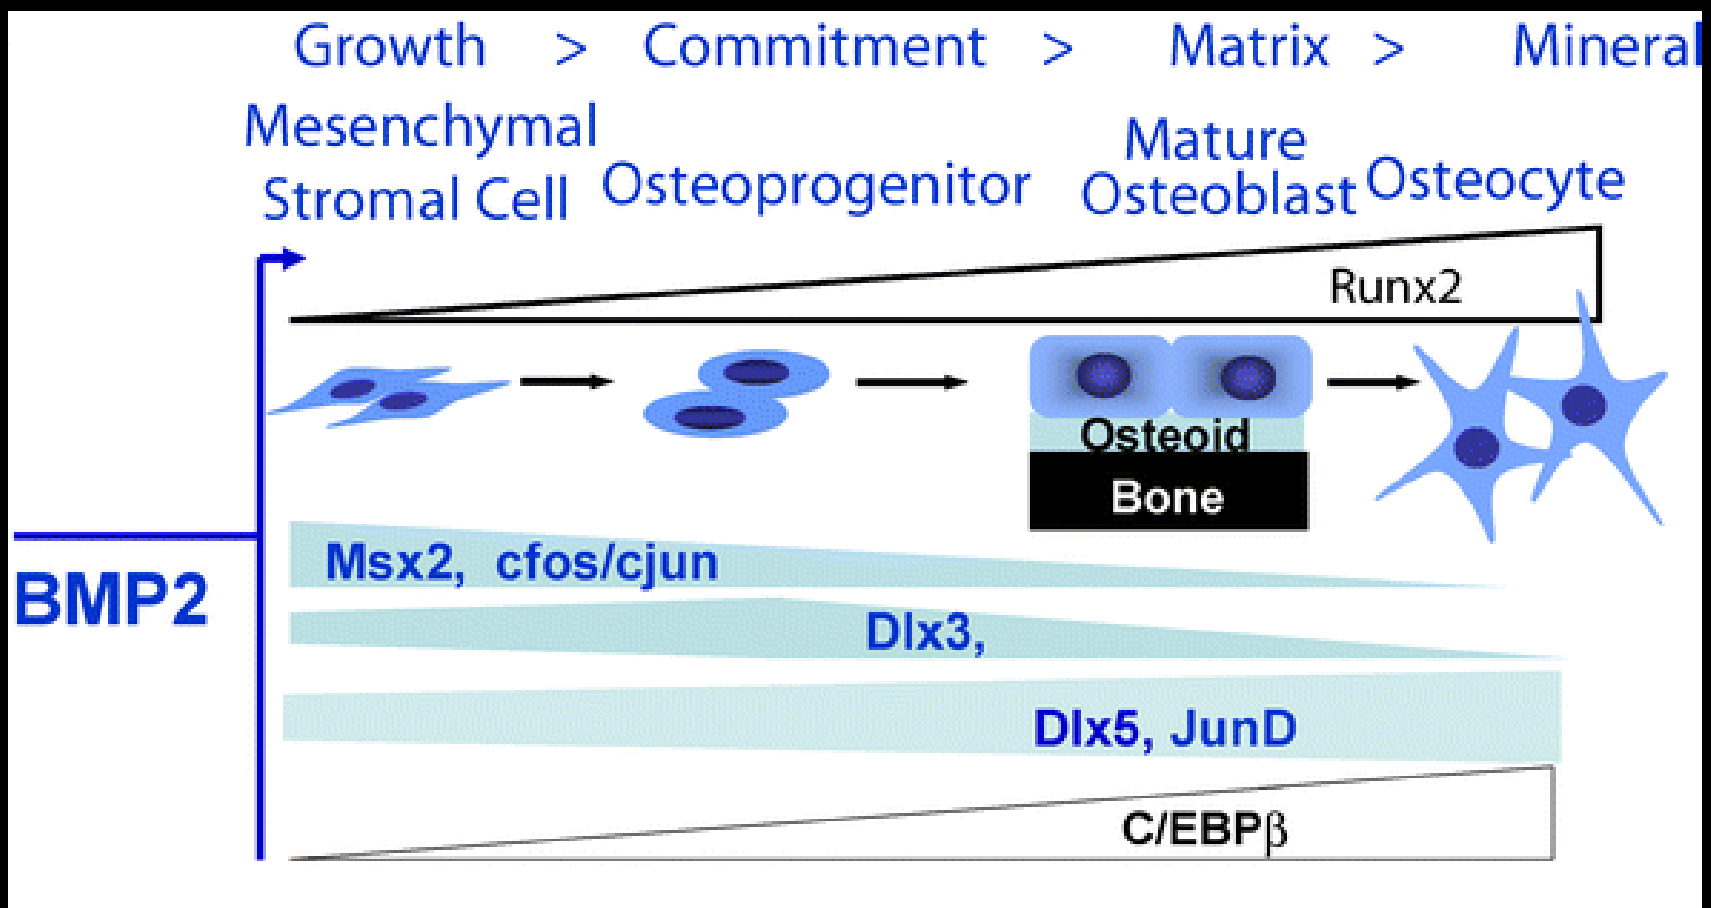 Growth > Commitment > Matrix > Mineral
Mesenchymal
Stromal Cell
Osteoprogenitor
Mature
Osteoblast
Osteocyte
Runx2
Osteoid
Bone
BMP2
Msx2, cfos/cjun
Dlx3,
Dlx5, JunD
C/EBPβ